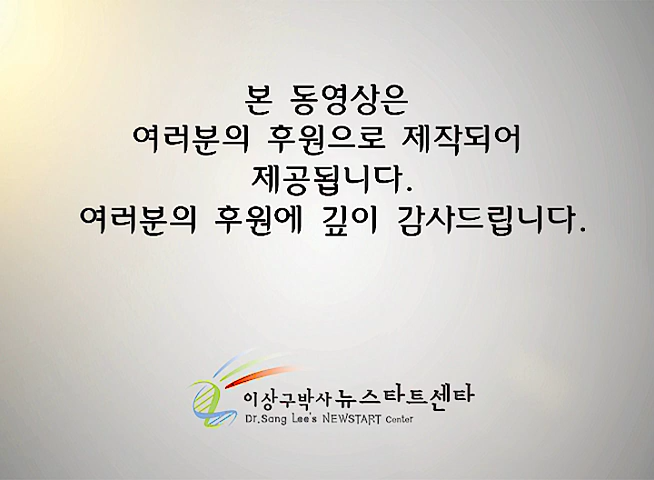 본 동영상은
여러분의 후원으로 제작되어
제공됩니다.
여러분의 후원에 깊이 감사드립니다.
이상구박사 뉴스타트센타
Dr.Sang Lee's NEWSTART Center